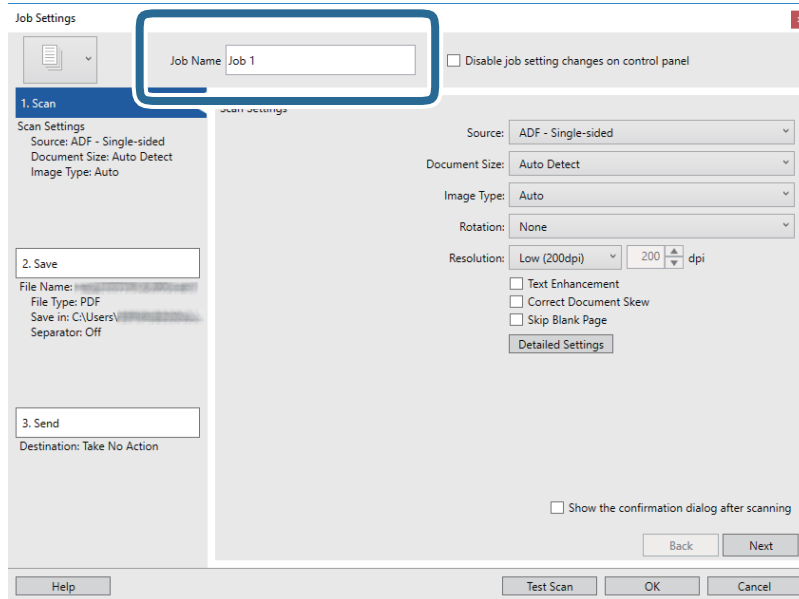 Job Settings
Job Name Job 1
Disable job setting changes on control panel
1. Scan
Scan Settings
Source: ADF - Single-sided
Document Size: Auto Detect
Image Type: Auto
2. Save
File Name:
File Type: PDF
Save in: C:\Users\
Separator: Off
3. Send
Destination: Take No Action
Scan Settings
Source: ADF - Single-sided
Document Size: Auto Detect
Image Type: Auto
Rotation: None
Resolution: Low (200dpi) 200 dpi
Text Enhancement
Correct Document Skew
Skip Blank Page
Detailed Settings
Show the confirmation dialog after scanning
Back Next
Help Test Scan OK Cancel